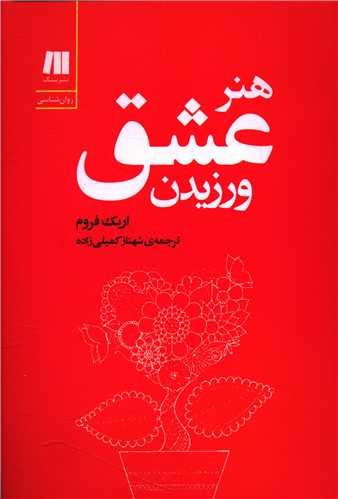 نشر سنگ
روان‌شناسی
هنر
عشق
ورزیدن
اریک فروم
ترجمه‌ی شهناز کمیلی‌زاده